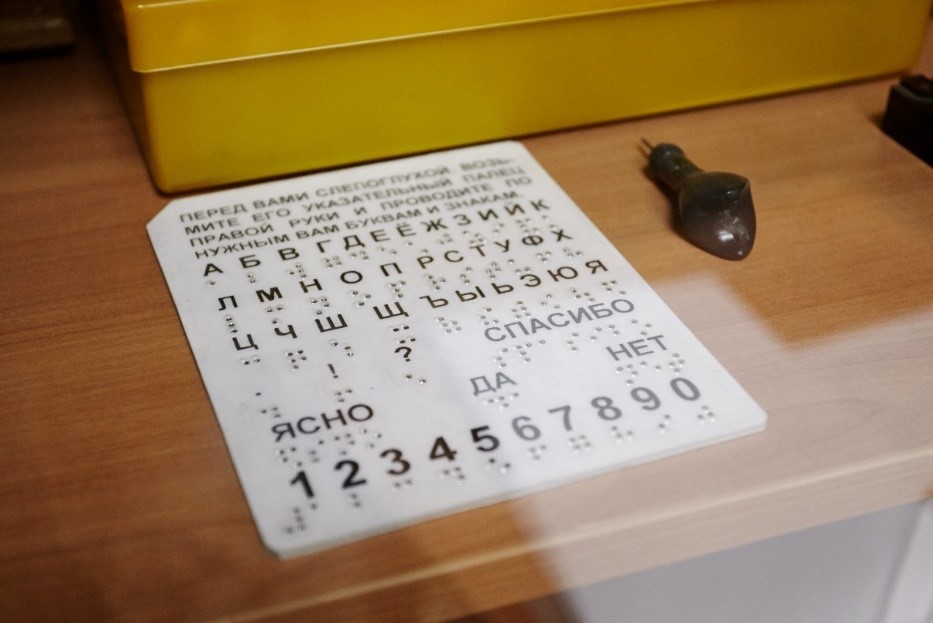 ПЕРЕД ВАМИ СЛЕПОГЛУХОЙ ВОЗЬ-
МИТЕ ЕГО УКАЗАТЕЛЬНЫЙ ПАЛЕЦ
ПРАВОЙ РУКИ И ПРОВОДИТЕ ПО
НУЖНЫМ ВАМ БУКВАМ И ЗНАКАМ.
А Б В Г Д Е Ё Ж З И Й К
Л М Н О П Р С Т У Ф Х
Ц Ч Ш Щ Ъ Ы Ь Э Ю Я
. ! ? СПАСИБО
ЯСНО ДА НЕТ
1 2 3 4 5 6 7 8 9 0